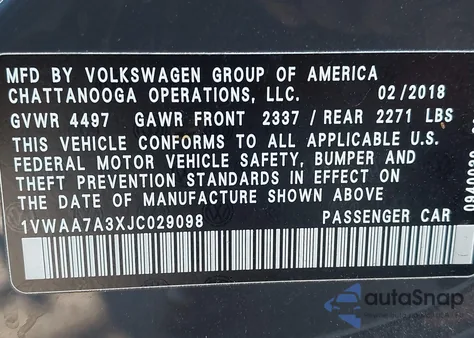 MFD BY VOLKSWAGEN GROUP OF AMERICA
CHATTANOOGA OPERATIONS, LLC. 02/2018
GVWR 4497 GAWR FRONT 2337 / REAR 2271 LBS
THIS VEHICLE CONFORMS TO ALL APPLICABLE U.S.
FEDERAL MOTOR VEHICLE SAFETY, BUMPER AND
THEFT PREVENTION STANDARDS IN EFFECT ON
THE DATE OF MANUFACTURE SHOWN ABOVE
1VWAA7A3XJC029098 PASSENGER CAR
autoSnap